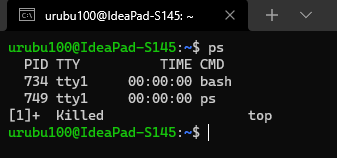 urubu100@IdeaPad-S145: ~
urubu100@IdeaPad-S145:~$ ps
  PID TTY          TIME CMD
  734 tty1     00:00:00 bash
  749 tty1     00:00:00 ps
[1]+  Killed                  top
urubu100@IdeaPad-S145:~$